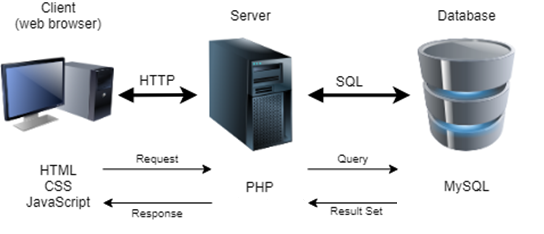 Client
(web browser)
Server
Database
HTTP
SQL
HTML
CSS
JavaScript
Request
Response
PHP
Query
Result Set
MySQL